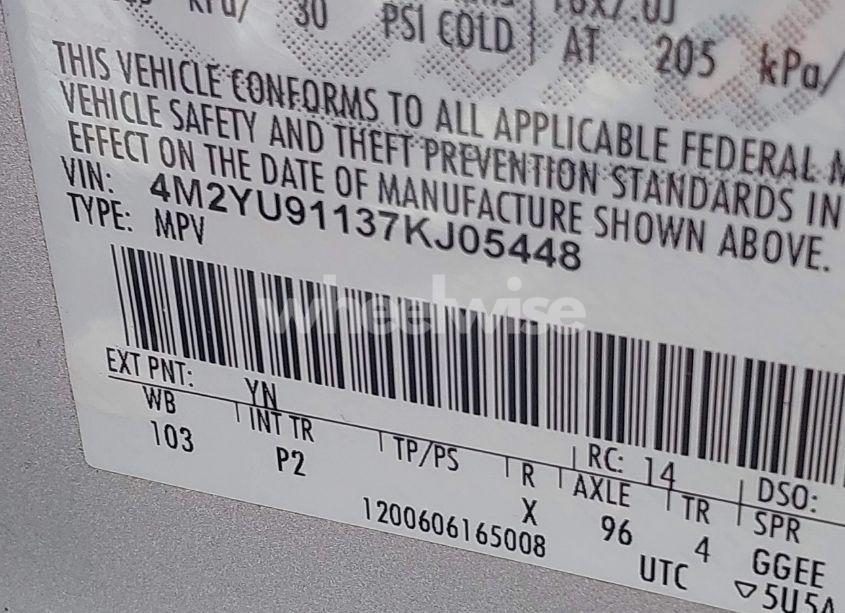 kPa/ 30 PSI COLD AT 205 kPa/
THIS VEHICLE CONFORMS TO ALL APPLICABLE FEDERAL
VEHICLE SAFETY AND THEFT PREVENTION STANDARDS IN
EFFECT ON THE DATE OF MANUFACTURE SHOWN ABOVE.
VIN: 4M2YU91137KJ05448
TYPE: MPV
wheelwise
EXT PNT: YN RC: 14 DSO:
WB INT TR TP/PS R AXLE TR SPR
103 P2 X 96 4 GGEE
1200606165008 UTC ▽5U5A